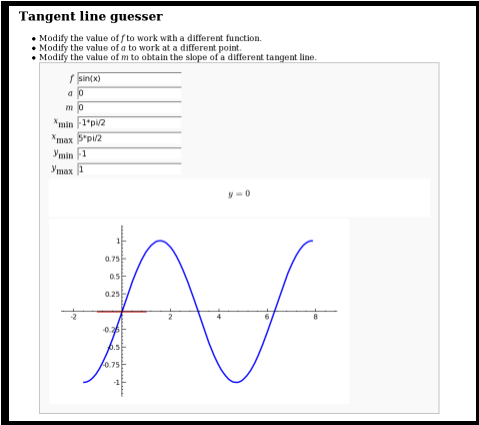 Tangent line guesser
• Modify the value of f to work with a different function.
• Modify the value of a to work at a different point.
• Modify the value of m to obtain the slope of a different tangent line.
f sin(x)
a 0
m 0
xmin -1*pi/2
xmax 5*pi/2
ymin -1
ymax 1
y = 0
1
0.75
0.5
0.25
-2 2 4 6 8
-0.25
-0.5
-0.75
-1